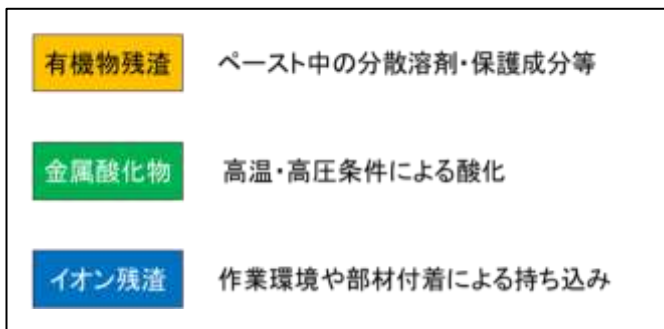 有機物残渣 ペースト中の分散溶剤・保護成分等
金属酸化物 高温・高圧条件による酸化
イオン残渣 作業環境や部材付着による持ち込み